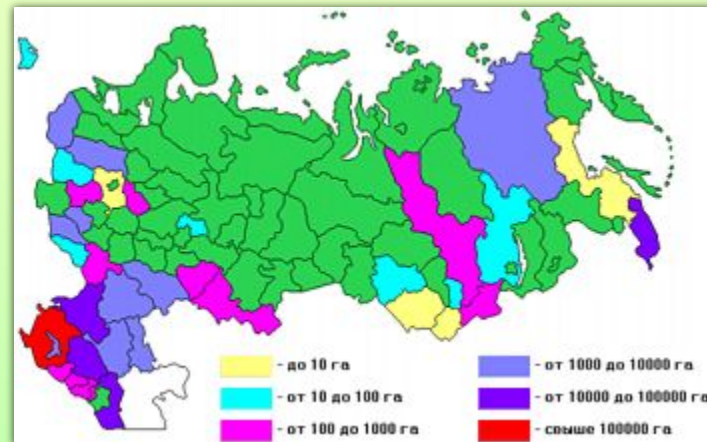 - до 10 га
- от 10 до 100 га
- от 100 до 1000 га
- от 1000 до 10000 га
- от 10000 до 100000 га
- свыше 100000 га